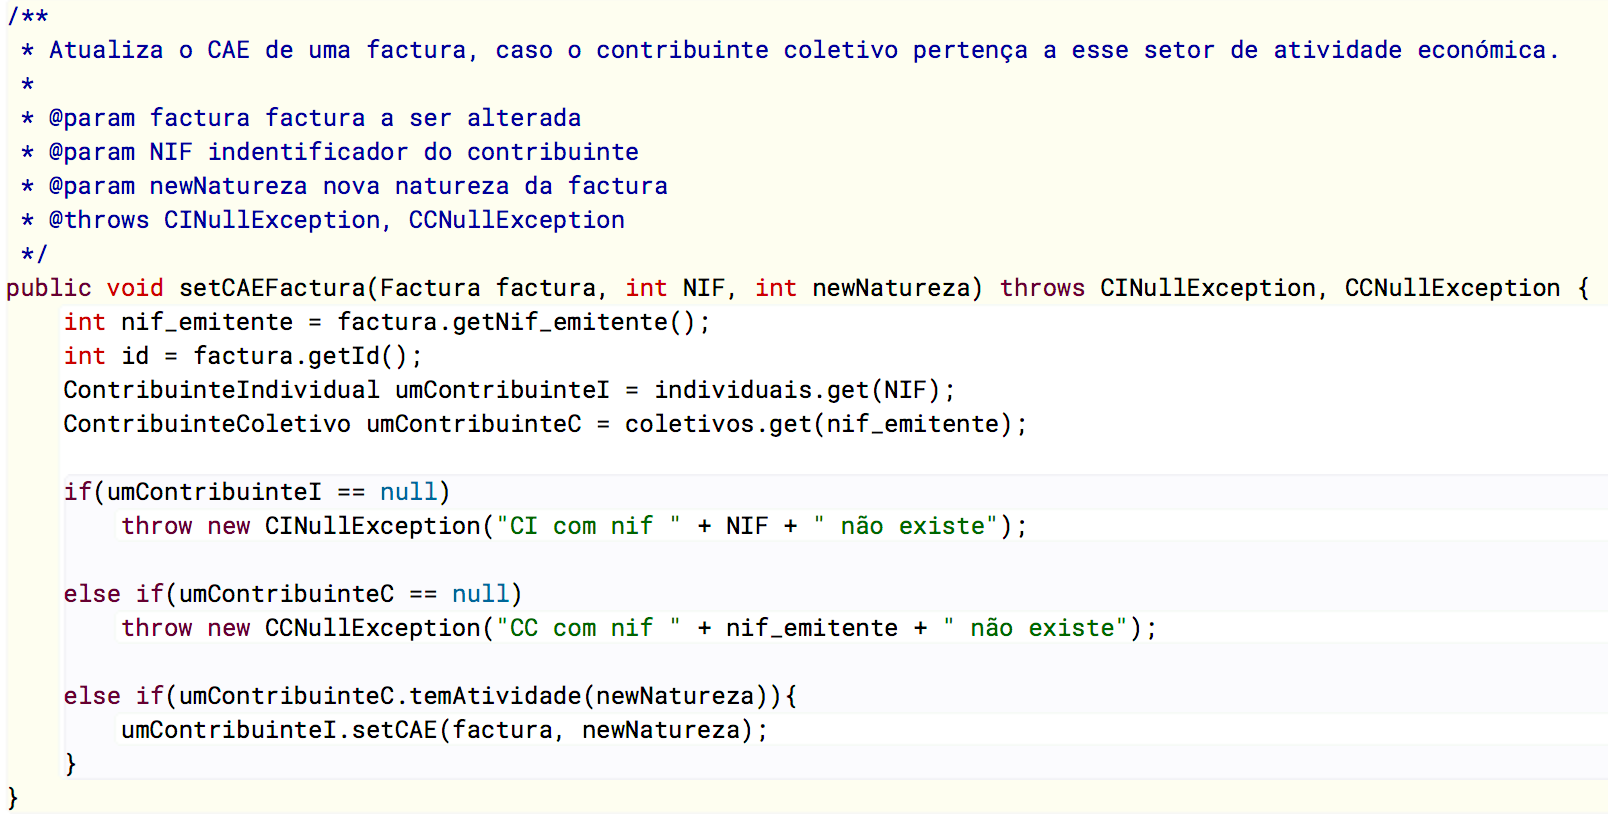 /**
 * Atualiza o CAE de uma factura, caso o contribuinte coletivo pertença a esse setor de atividade económica.
 *
 * @param factura factura a ser alterada
 * @param NIF indentificador do contribuinte
 * @param newNatureza nova natureza da factura
 * @throws CINullException, CCNullException
 */
public void setCAEFactura(Factura factura, int NIF, int newNatureza) throws CINullException, CCNullException {
    int nif_emitente = factura.getNif_emitente();
    int id = factura.getId();
    ContribuinteIndividual umContribuinteI = individuais.get(NIF);
    ContribuinteColetivo umContribuinteC = coletivos.get(nif_emitente);

    if(umContribuinteI == null)
        throw new CINullException("CI com nif " + NIF + " não existe");

    else if(umContribuinteC == null)
        throw new CCNullException("CC com nif " + nif_emitente + " não existe");

    else if(umContribuinteC.temAtividade(newNatureza)){
        umContribuinteI.setCAE(factura, newNatureza);
    }
}